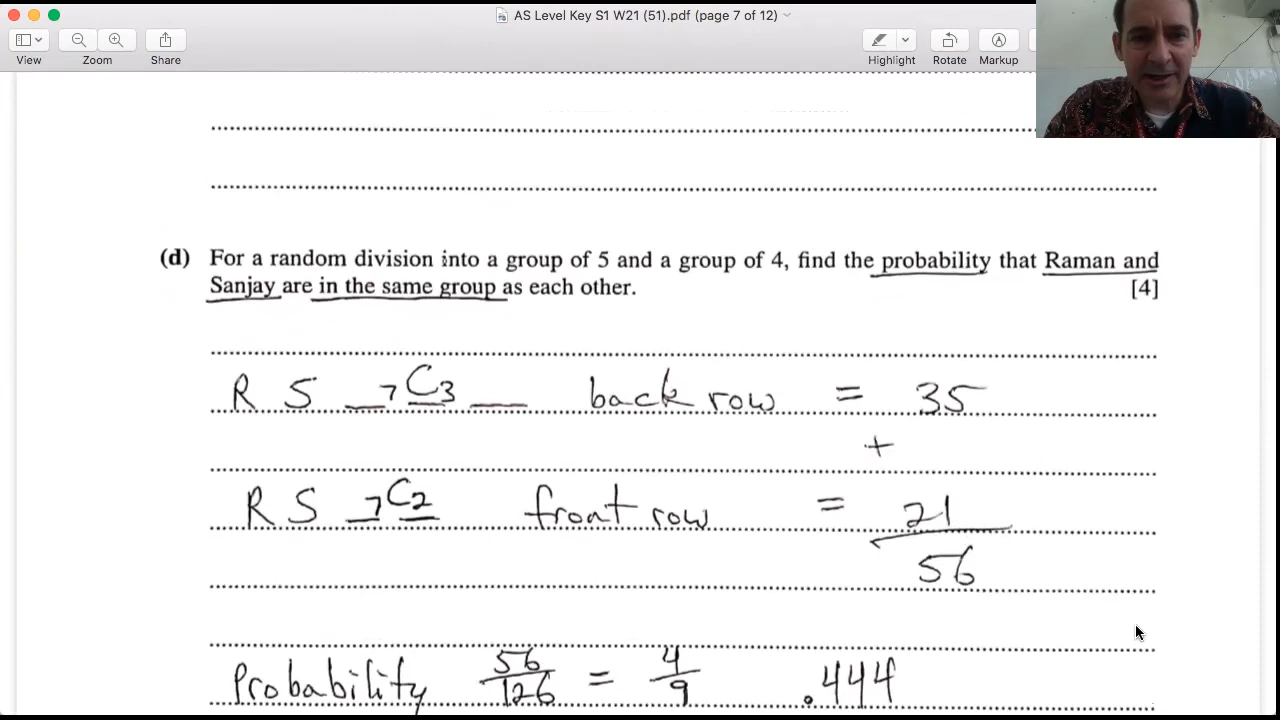 AS Level Key S1 W21 (51).pdf (page 7 of 12)
View Zoom Share Highlight Rotate Markup
(d) For a random division into a group of 5 and a group of 4, find the probability that Raman and
Sanjay are in the same group as each other. [4]
R S 7C3 back row = 35
+
R S 7C2 front row = 21
56
Probability 56/126 = 4/9 .444